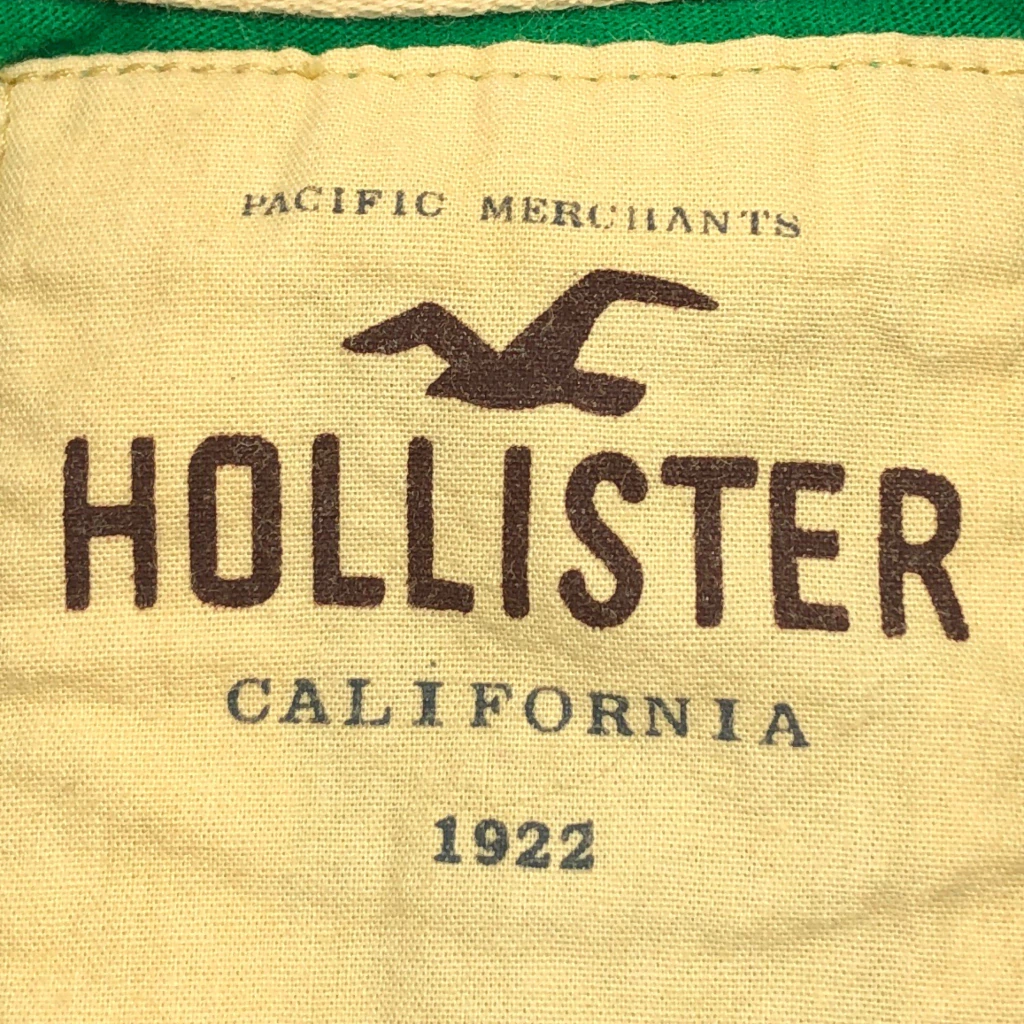 PACIFIC MERCHANTS
HOLLISTER
CALIFORNIA
1922